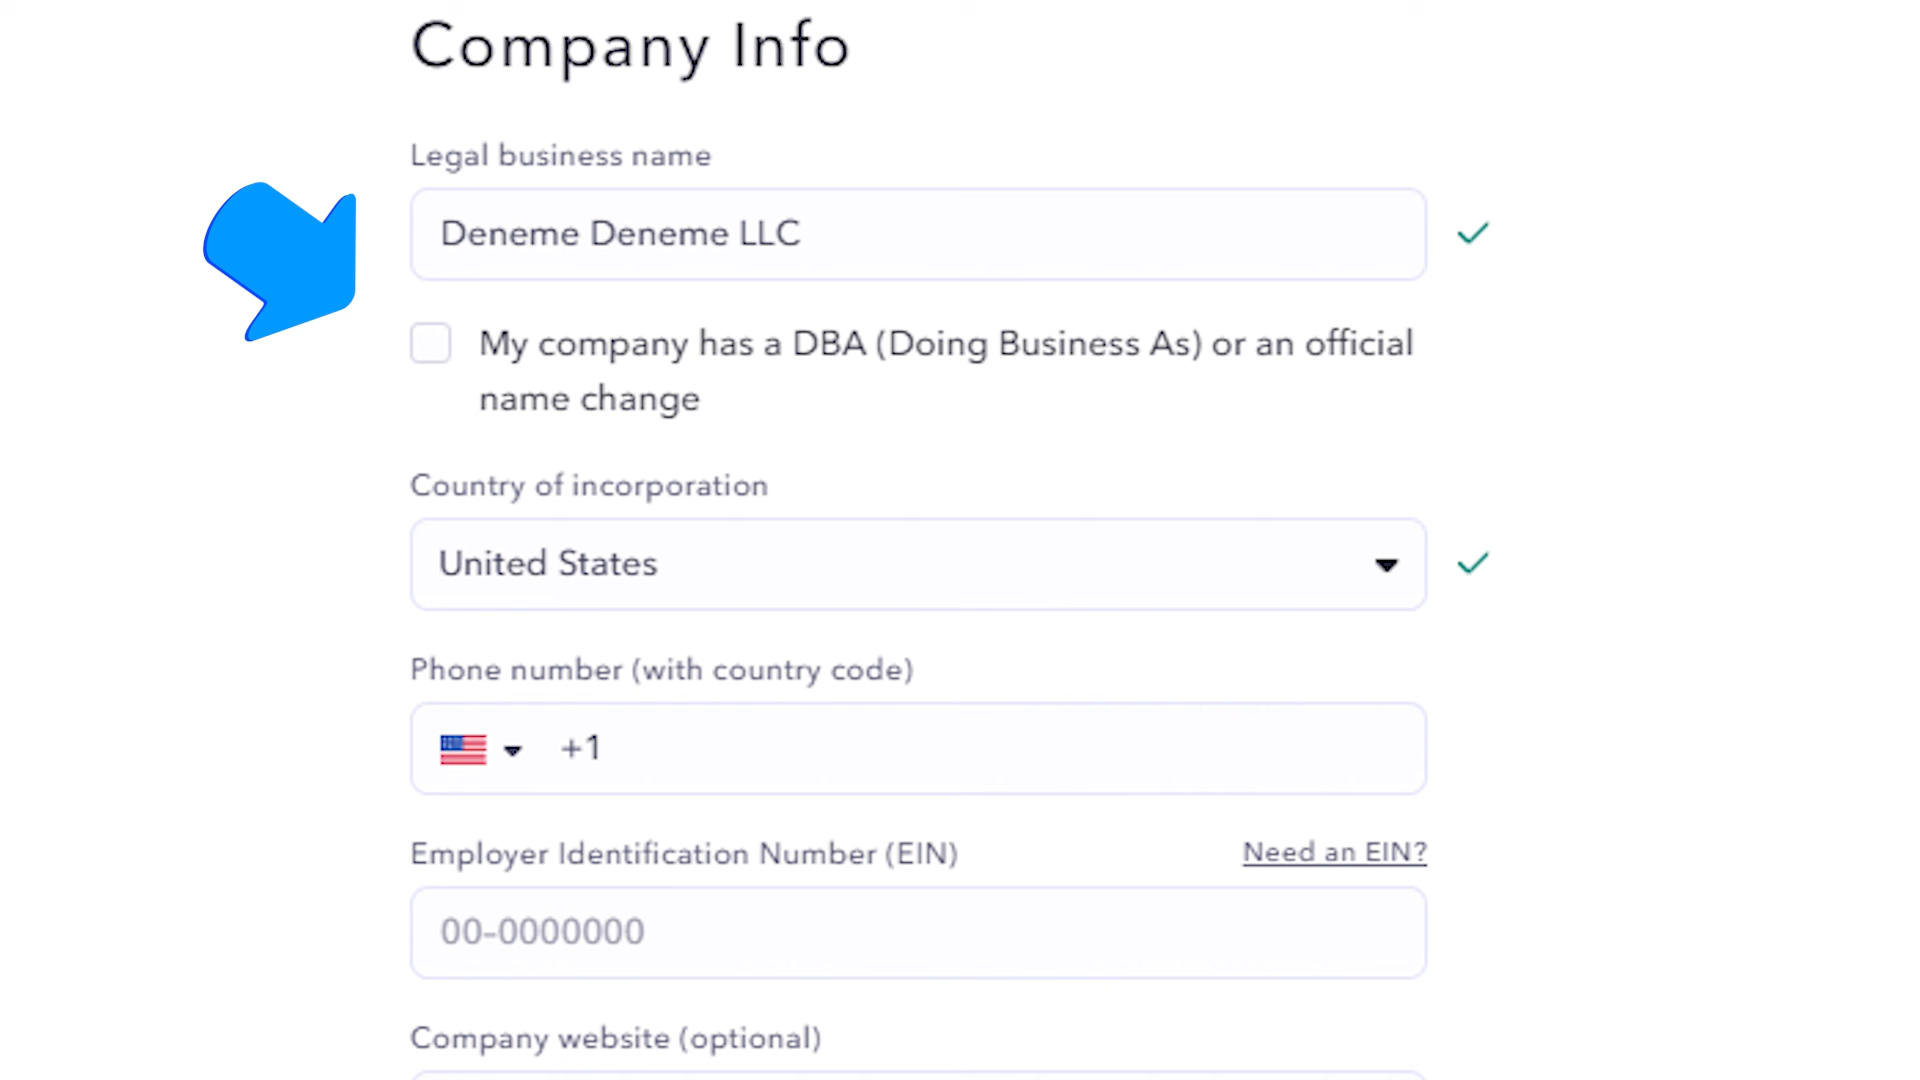 Company Info
Legal business name
Deneme Deneme LLC
My company has a DBA (Doing Business As) or an official
name change
Country of incorporation
United States
Phone number (with country code)
+1
Employer Identification Number (EIN)
Need an EIN?
00-0000000
Company website (optional)